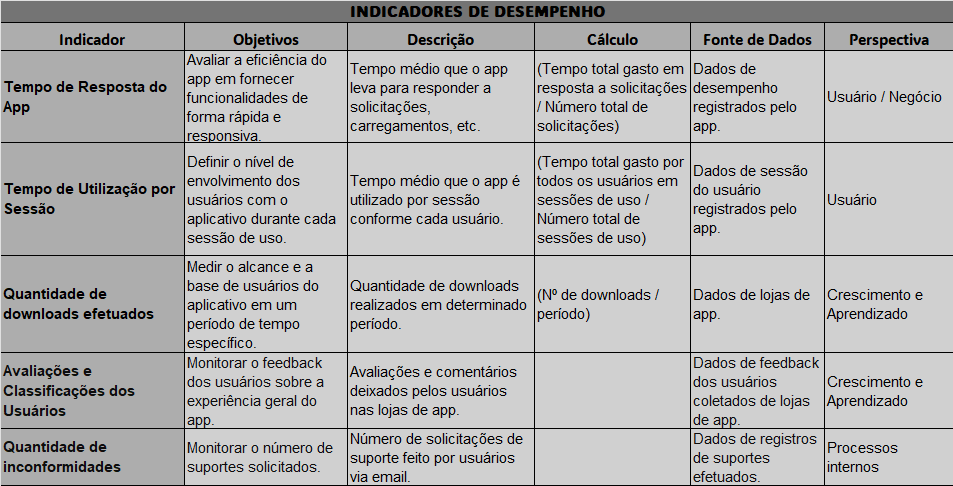 INDICADORES DE DESEMPENHO
Indicador
Objetivos
Descrição
Cálculo
Fonte de Dados
Perspectiva
Tempo de Resposta do
App
Avaliar a eficiência do
app em fornecer
funcionalidades de
forma rápida e
responsiva.
Tempo médio que o app
leva para responder a
solicitações,
carregamentos, etc.
(Tempo total gasto em
resposta a solicitações
/ Número total de
solicitações)
Dados de
desempenho
registrados pelo
app.
Usuário / Negócio
Tempo de Utilização por
Sessão
Definir o nível de
envolvimento dos
usuários com o
aplicativo durante cada
sessão de uso.
Tempo médio que o app é
utilizado por sessão
conforme cada usuário.
(Tempo total gasto por
todos os usuários em
sessões de uso /
Número total de
sessões de uso)
Dados de sessão
do usuário
registrados pelo
app.
Usuário
Quantidade de
downloads efetuados
Medir o alcance e a
base de usuários do
aplicativo em um
período de tempo
específico.
Quantidade de downloads
realizados em determinado
período.
(Nº de downloads /
período)
Dados de lojas de
app.
Crescimento e
Aprendizado
Avaliações e
Classificações dos
Usuários
Monitorar o feedback
dos usuários sobre a
experiência geral do
app.
Avaliações e comentários
deixados pelos usuários
nas lojas de app.
Dados de feedback
dos usuários
coletados de lojas
de app.
Crescimento e
Aprendizado
Quantidade de
inconformidades
Monitorar o número de
suportes solicitados.
Número de solicitações de
suporte feito por usuários
via email.
Dados de registros
de suportes
efetuados.
Processos
internos